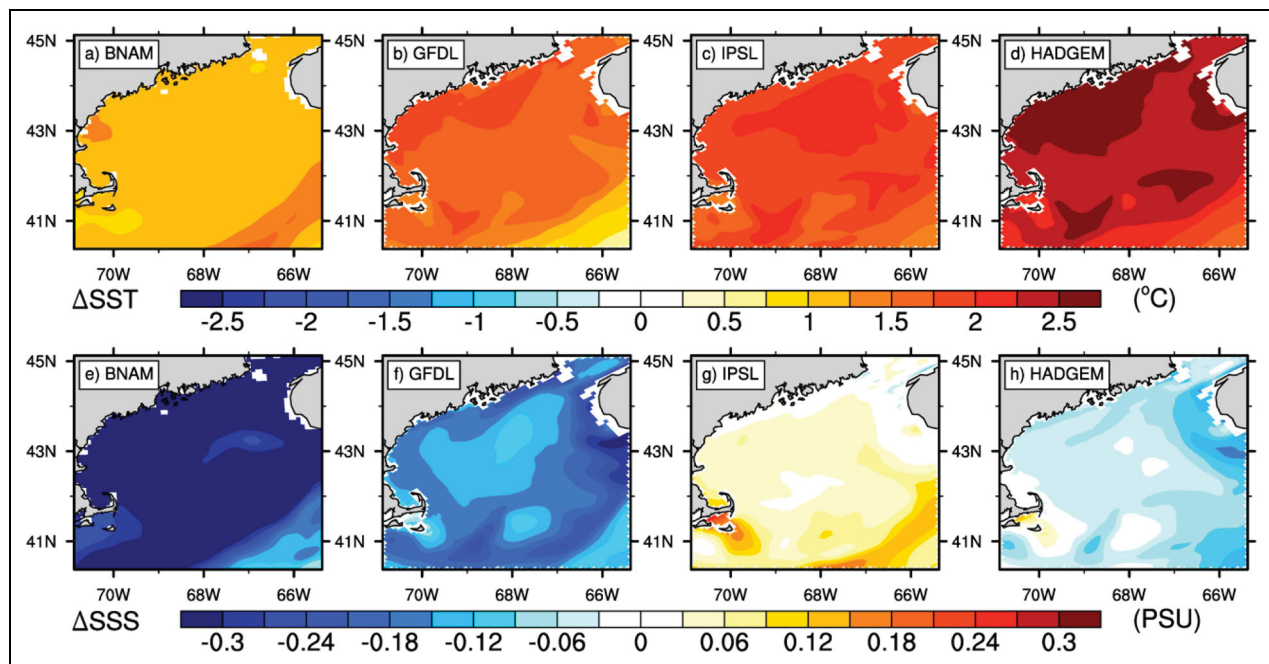 a) BNAM b) GFDL c) IPSL d) HADGEM
45N 45N 45N 45N
43N 43N 43N 43N
41N 41N 41N 41N
70W 68W 66W 70W 68W 66W 70W 68W 66W 70W 68W 66W
ΔSST (°C)
-2.5 -2 -1.5 -1 -0.5 0 0.5 1 1.5 2 2.5
e) BNAM f) GFDL g) IPSL h) HADGEM
45N 45N 45N 45N
43N 43N 43N 43N
41N 41N 41N 41N
70W 68W 66W 70W 68W 66W 70W 68W 66W 70W 68W 66W
ΔSSS (PSU)
-0.3 -0.24 -0.18 -0.12 -0.06 0 0.06 0.12 0.18 0.24 0.3